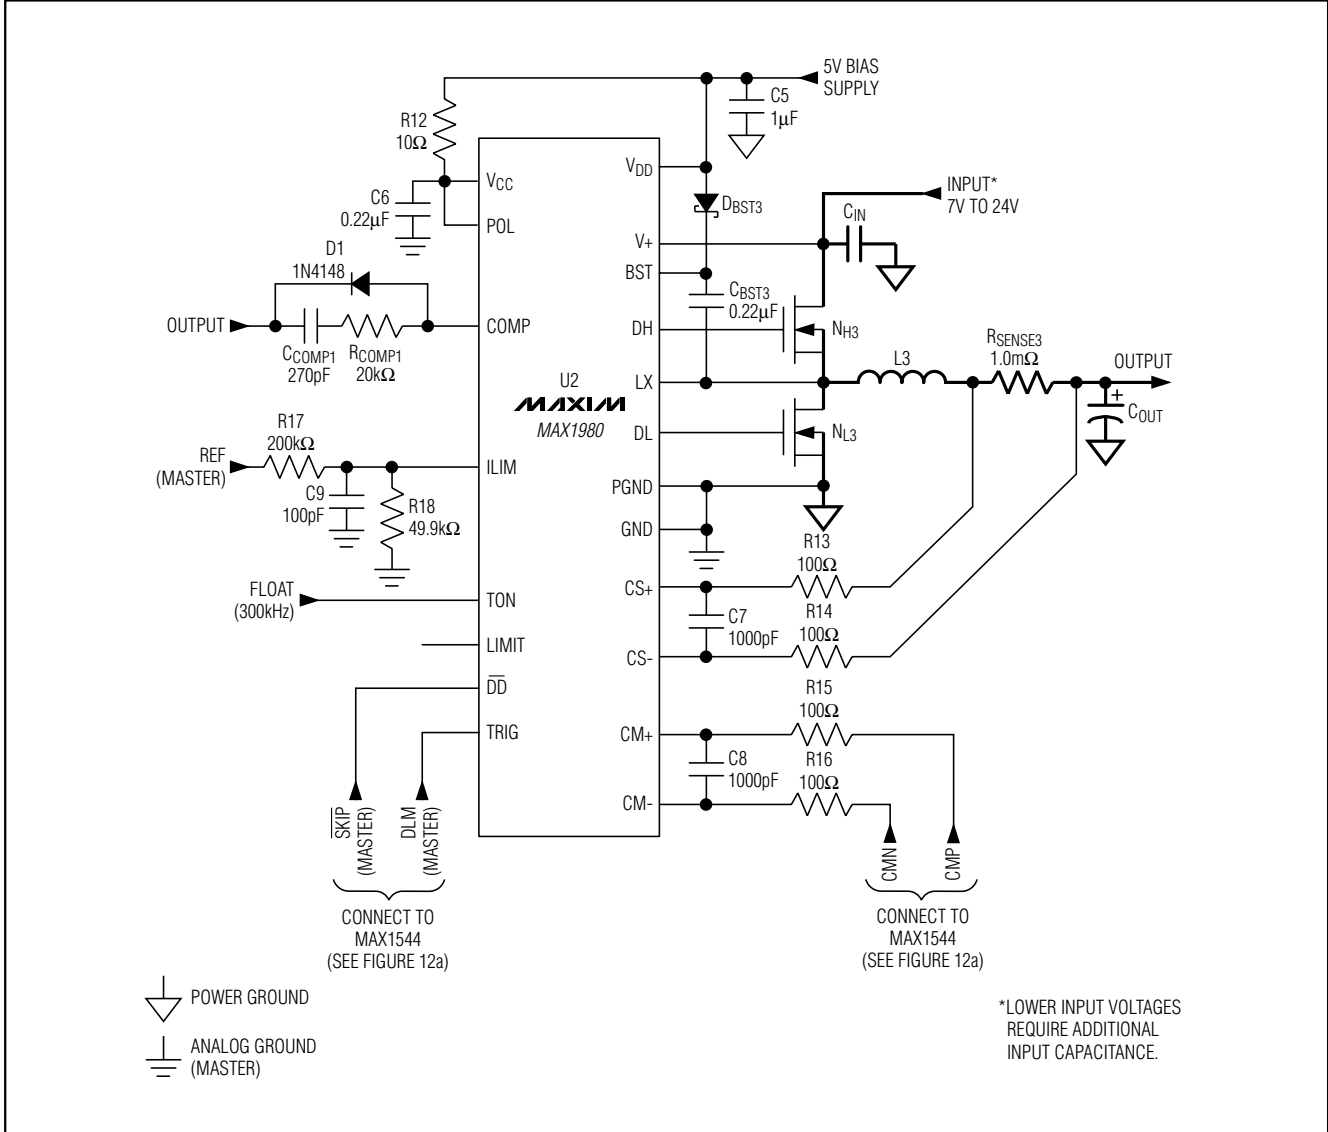 5V BIAS
SUPPLY
C5
1µF
R12
10Ω
VCC
C6
0.22µF
POL
VDD
DBST3
INPUT*
7V TO 24V
CIN
V+
BST
CBST3
0.22µF
D1
1N4148
OUTPUT
COMP
CCOMP1
270pF
RCOMP1
20kΩ
DH
NH3
LX
L3
RSENSE3
1.0mΩ
OUTPUT
COUT
+
U2
MAXIM
MAX1980
DL
NL3
R17
200kΩ
REF
(MASTER)
ILIM
C9
100pF
R18
49.9kΩ
PGND
GND
R13
100Ω
CS+
FLOAT
(300kHz)
TON
C7
1000pF
R14
100Ω
LIMIT
CS-
DD
R15
100Ω
TRIG
CM+
C8
1000pF
R16
100Ω
CM-
SKIP
(MASTER)
DLM
(MASTER)
CMN
CMP
CONNECT TO
MAX1544
(SEE FIGURE 12a)
CONNECT TO
MAX1544
(SEE FIGURE 12a)
POWER GROUND
ANALOG GROUND
(MASTER)
*LOWER INPUT VOLTAGES
REQUIRE ADDITIONAL
INPUT CAPACITANCE.